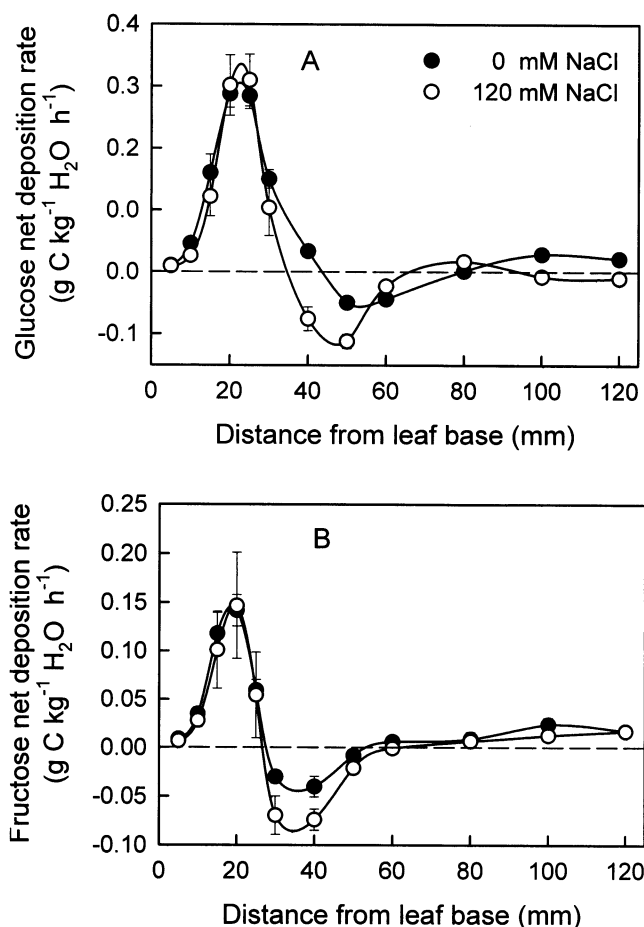 Glucose net deposition rate
(g C kg⁻¹ H₂O h⁻¹)
0.4
0.3
0.2
0.0
0.0
-0.1
A
0 mM NaCl
120 mM NaCl
0 20 40 60 80 100 120
Distance from leaf base (mm)
Fructose net deposition rate
(g C kg⁻¹ H₂O h⁻¹)
0.25
0.20
0.15
0.10
0.05
0.00
-0.05
-0.10
B
0 20 40 60 80 100 120
Distance from leaf base (mm)